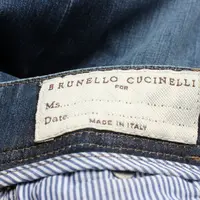 BRUNELLO CUCINELLI
FOR
Ms.
Date
MADE IN ITALY